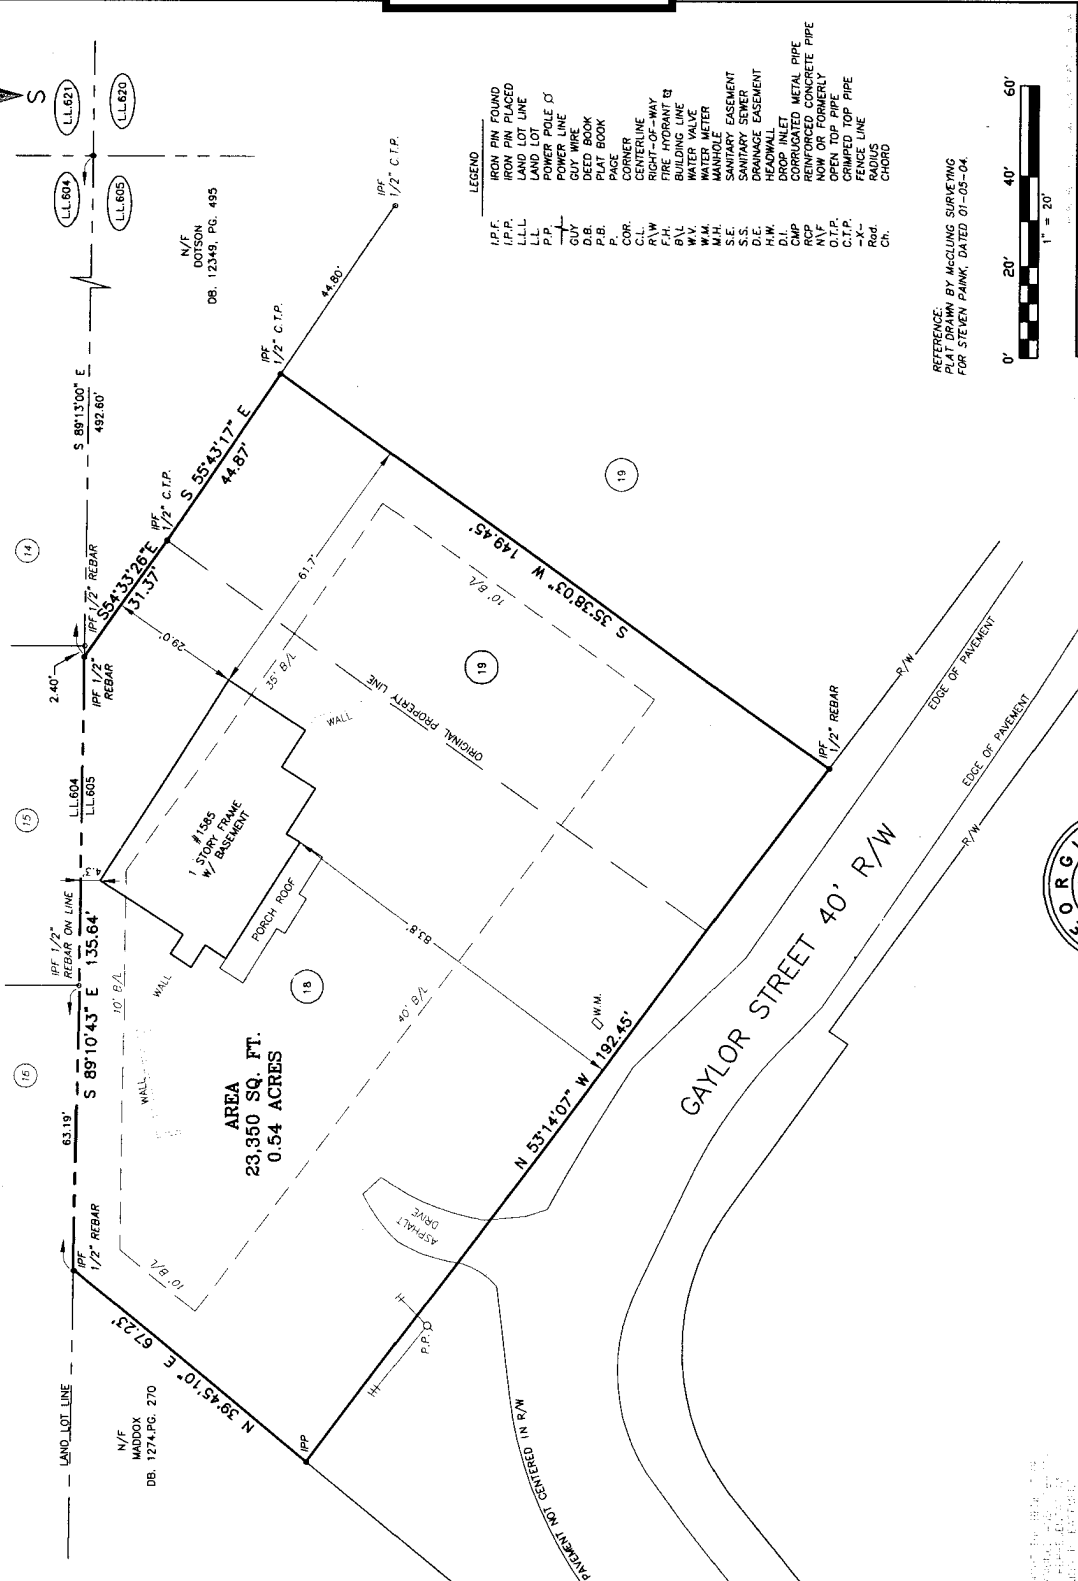 S
L.L.621
L.L.620
L.L.604
L.L.605
N/F
DOTSON
DB. 12349, PG. 495
S 89°13'00" E
492.60'
LEGEND
I.P.F. IRON PIN FOUND
I.P.P. IRON PIN PLACED
L.L.L. LAND LOT LINE
L.L. LAND LOT
P.P. POWER POLE
POWER LINE
GUY GUY WIRE
D.B. DEED BOOK
P.B. PLAT BOOK
P. PAGE
COR. CORNER
C.L. CENTERLINE
R\W RIGHT-OF-WAY
F.H. FIRE HYDRANT
B\L BUILDING LINE
W.V. WATER VALVE
W.M. WATER METER
M.H. MANHOLE
S.E. SANITARY EASEMENT
S.S. SANITARY SEWER
D.E. DRAINAGE EASEMENT
H.W. HEADWALL
D.I. DROP INLET
CMP CORRUGATED METAL PIPE
RCP REINFORCED CONCRETE PIPE
N\F NOW OR FORMERLY
O.T.P. OPEN TOP PIPE
C.T.P. CRIMPED TOP PIPE
-X- FENCE LINE
Rad. RADIUS
Ch. CHORD
REFERENCE:
PLAT DRAWN BY McCLUNG SURVEYING
FOR STEVEN PAINK, DATED 01-05-04.
0' 20' 40' 60'
1" = 20'
IPF
1/2" C.T.P.
44.80'
IPF
1/2" C.T.P.
S 55°43'17" E
44.87'
IPF
1/2" C.T.P.
S54°33'26"E
31.37'
IPF 1/2" REBAR
14
2.40'
IPF 1/2"
REBAR
15
L.L.604
L.L.605
4.3'
IPF 1/2"
REBAR ON LINE
S 89°10'43" E 135.64'
16
63.19'
IPF
1/2" REBAR
LAND LOT LINE
N/F
MADDOX
DB. 1274,PG. 270
N 39°45'10" E 67.23'
IPP
10' B/L
10' B/L
WALL
WALL
AREA
23,350 SQ. FT.
0.54 ACRES
18
#1585
1 STORY FRAME
W/ BASEMENT
PORCH ROOF
WALL
29.0'
61.7'
35' B/L
10' B/L
ORIGINAL PROPERTY LINE
19
19
S 35°38'03" W 149.45'
83.8'
40' B/L
W.M.
N 53°14'07" W 192.45'
IPF
1/2" REBAR
R/W
EDGE OF PAVEMENT
EDGE OF PAVEMENT
R/W
GAYLOR STREET 40' R/W
ASPHALT
DRIVE
P.P.
PAVEMENT NOT CENTERED IN R/W